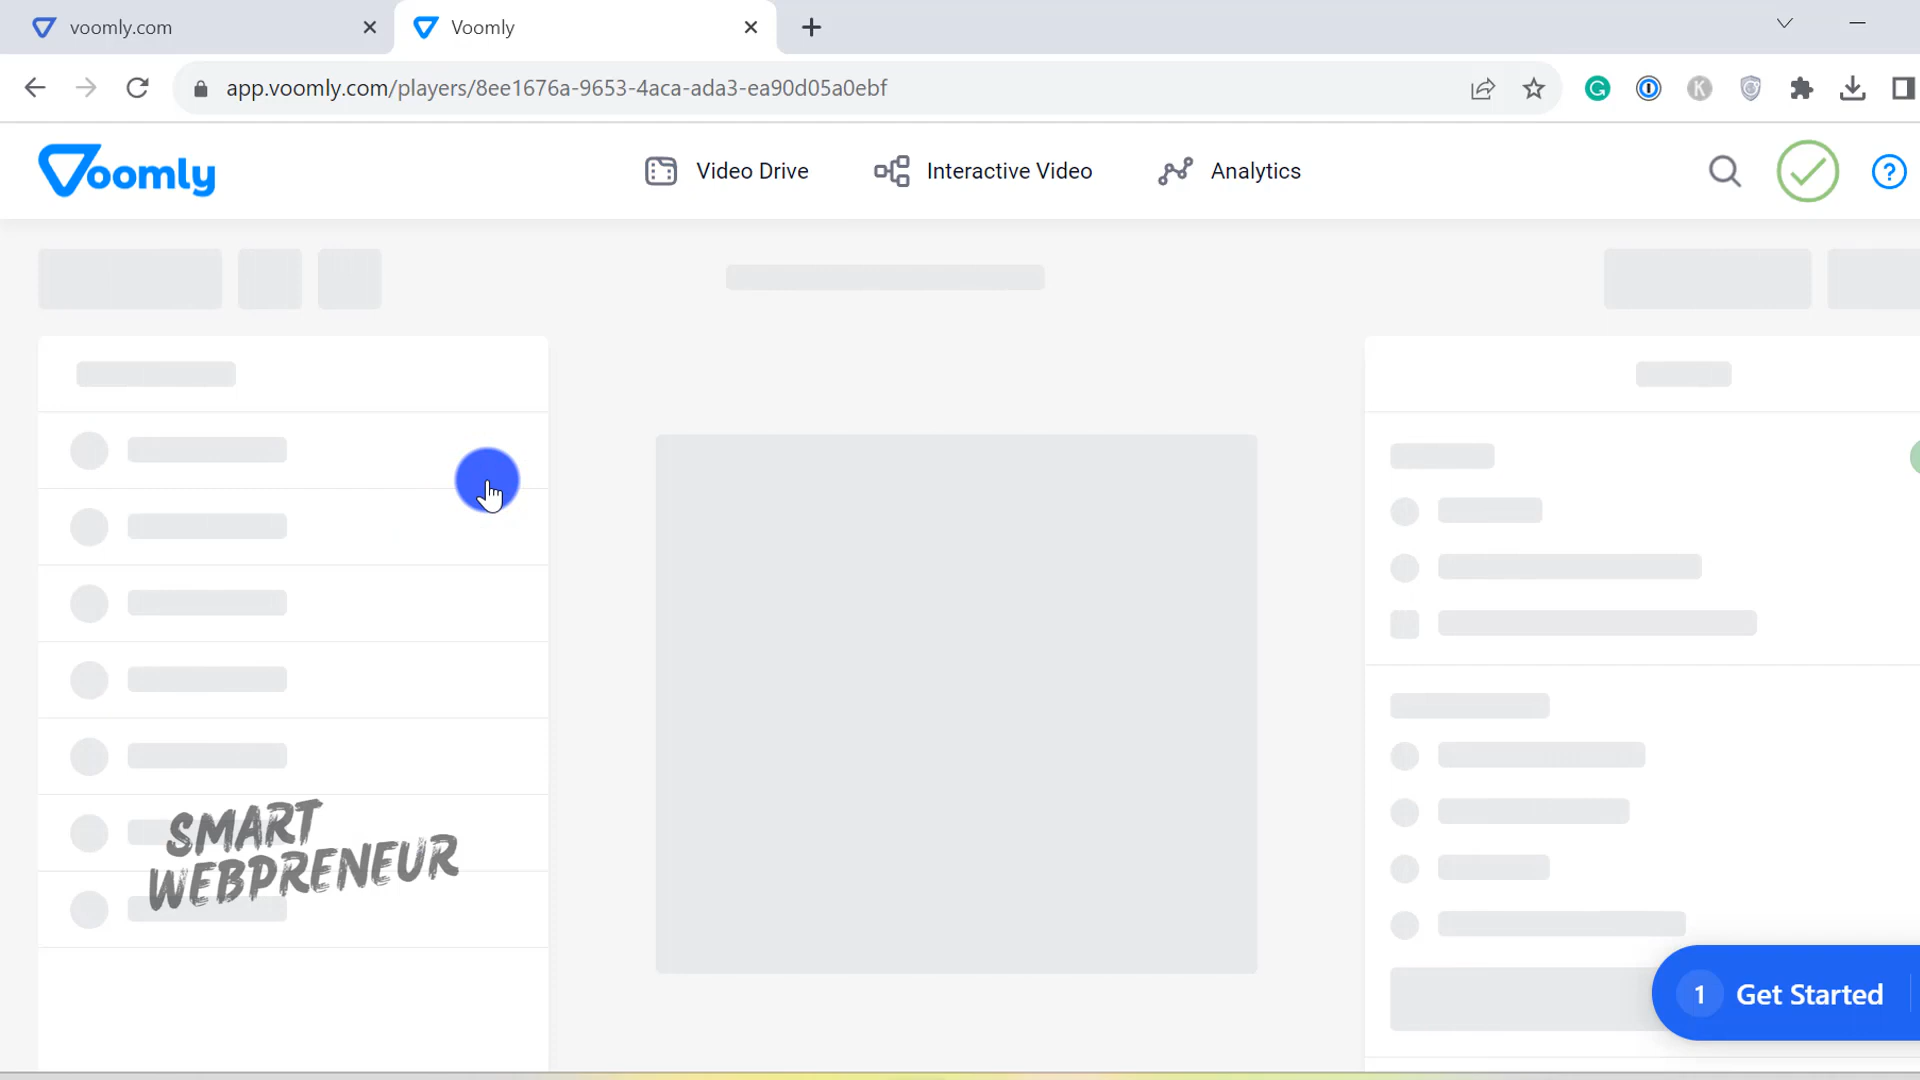 voomly.com
Voomly
app.voomly.com/players/8ee1676a-9653-4aca-ada3-ea90d05a0ebf
Voomly
Video Drive
Interactive Video
Analytics
SMART
WEBPRENEUR
1 Get Started